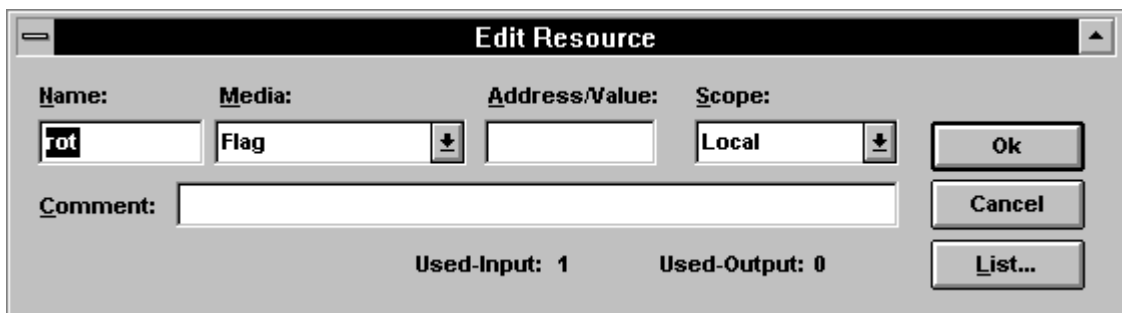 Edit Resource
Name: Media: Address/Value: Scope:
rot Flag Local Ok
Comment: Cancel
Used-Input: 1 Used-Output: 0 List...